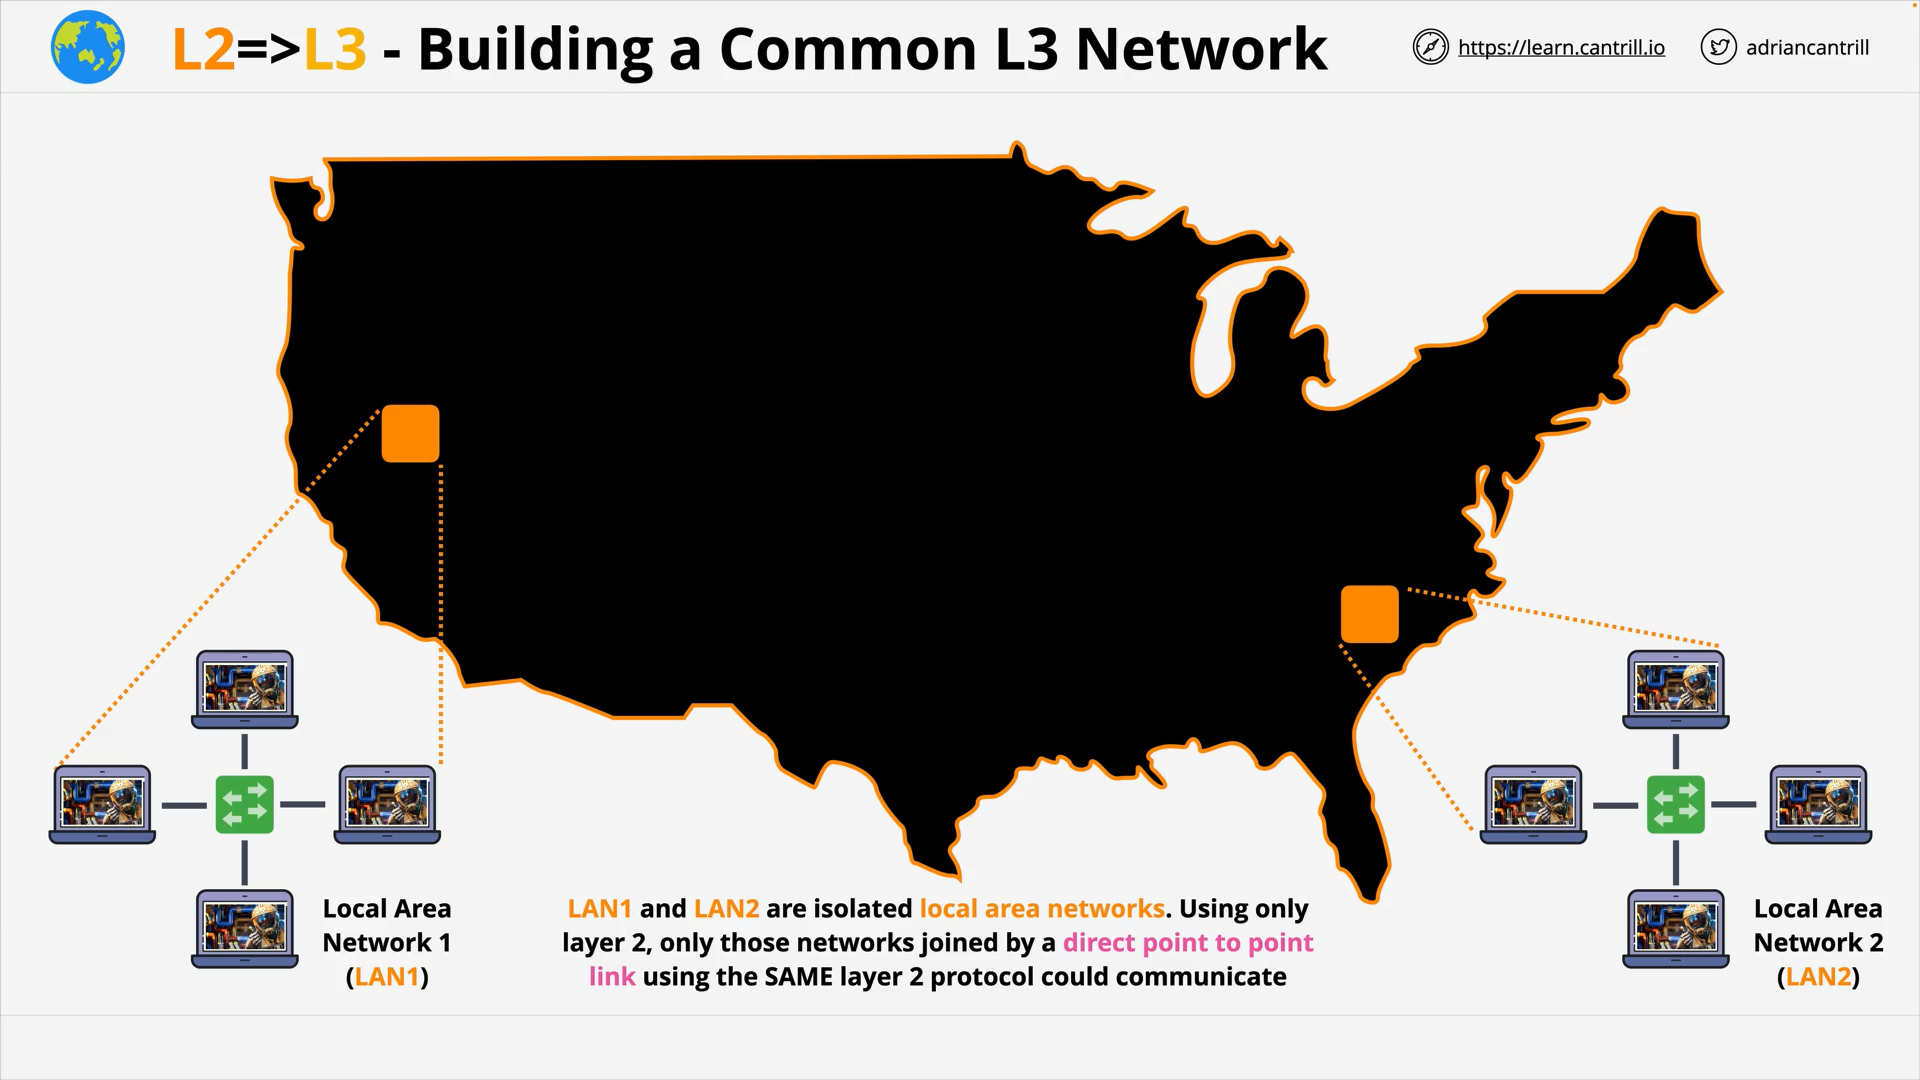 L2=>L3 - Building a Common L3 Network
https://learn.cantrill.io
adriancantrill
Local Area
Network 1
(LAN1)
LAN1 and LAN2 are isolated local area networks. Using only
layer 2, only those networks joined by a direct point to point
link using the SAME layer 2 protocol could communicate
Local Area
Network 2
(LAN2)